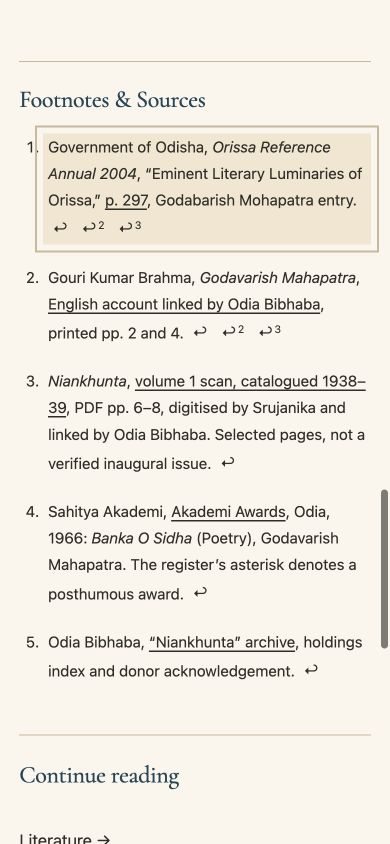 Footnotes & Sources
1. Government of Odisha, Orissa Reference
Annual 2004, “Eminent Literary Luminaries of
Orissa,” p. 297, Godabarish Mohapatra entry.
↩ ↩2 ↩3
2. Gouri Kumar Brahma, Godavarish Mahapatra,
English account linked by Odia Bibhaba,
printed pp. 2 and 4. ↩ ↩2 ↩3
3. Niankhunta, volume 1 scan, catalogued 1938–
39, PDF pp. 6–8, digitised by Srujanika and
linked by Odia Bibhaba. Selected pages, not a
verified inaugural issue. ↩
4. Sahitya Akademi, Akademi Awards, Odia,
1966: Banka O Sidha (Poetry), Godavarish
Mahapatra. The register’s asterisk denotes a
posthumous award. ↩
5. Odia Bibhaba, “Niankhunta” archive, holdings
index and donor acknowledgement. ↩
Continue reading
Literature →